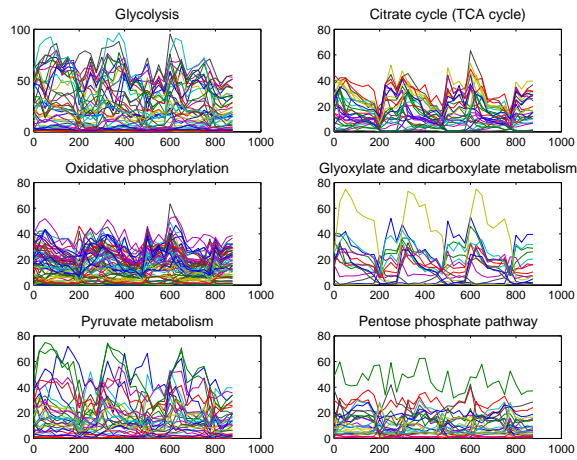 Glycolysis
100
50
0
0 200 400 600 800 1000
Citrate cycle (TCA cycle)
80
60
40
20
0
0 200 400 600 800 1000
Oxidative phosphorylation
80
60
40
20
0
0 200 400 600 800 1000
Glyoxylate and dicarboxylate metabolism
80
60
40
20
0
0 200 400 600 800 1000
Pyruvate metabolism
80
60
40
20
0
0 200 400 600 800 1000
Pentose phosphate pathway
80
60
40
20
0
0 200 400 600 800 1000